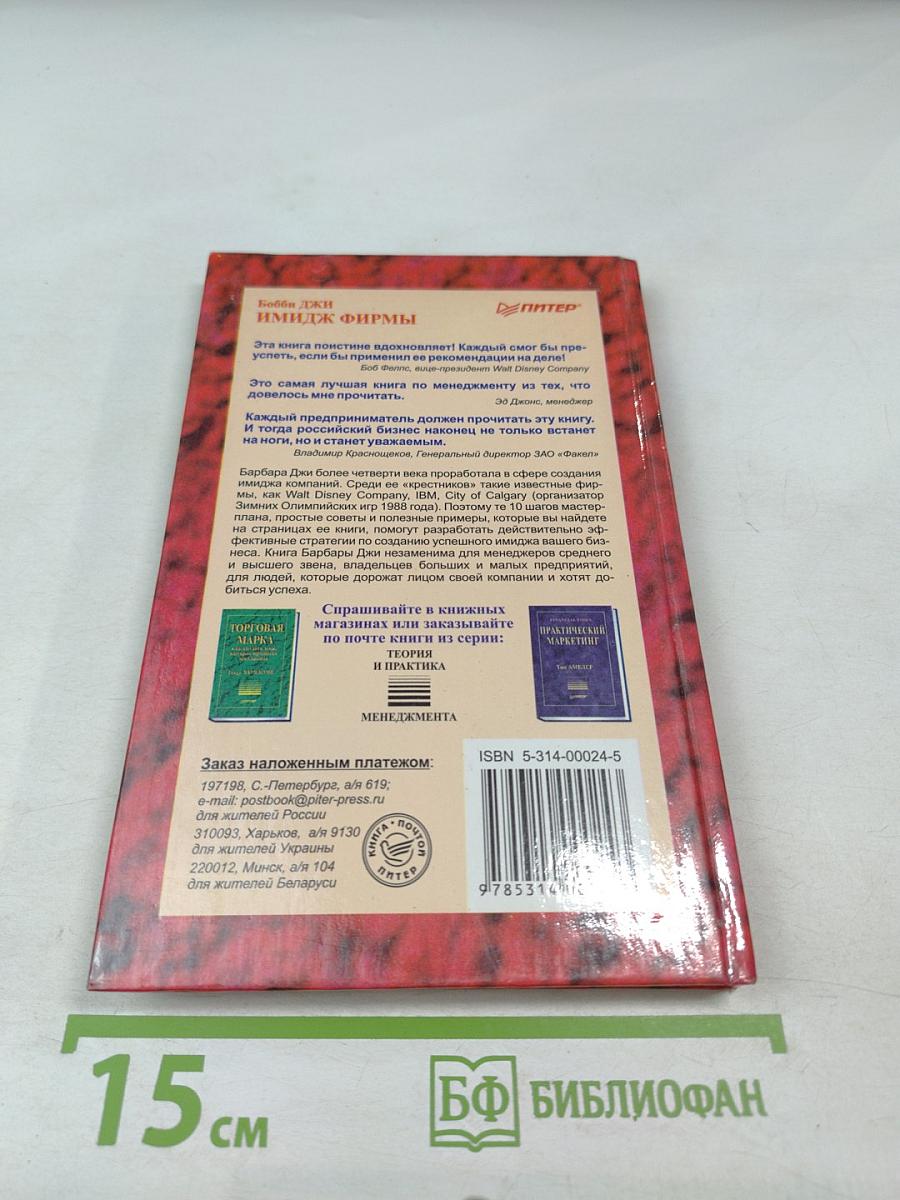 Бобби ДЖИ
ИМИДЖ ФИРМЫ
ПИТЕР®
Эта книга поистине вдохновляет! Каждый смог бы пре-
успеть, если бы применил ее рекомендации на деле!
Боб Фелпс, вице-президент Walt Disney Company
Это самая лучшая книга по менеджменту из тех, что
довелось мне прочитать.
Эд Джонс, менеджер
Каждый предприниматель должен прочитать эту книгу.
И тогда российский бизнес наконец не только встанет
на ноги, но и станет уважаемым.
Владимир Краснощеков, Генеральный директор ЗАО «Факел»
Барбара Джи более четверти века проработала в сфере создания
имиджа компаний. Среди ее «крестников» такие известные фир-
мы, как Walt Disney Company, IBM, City of Calgary (организатор
Зимних Олимпийских игр 1988 года). Поэтому те 10 шагов мастер-
плана, простые советы и полезные примеры, которые вы найдете
на страницах ее книги, помогут разработать действительно эф-
фективные стратегии по созданию успешного имиджа вашего биз-
неса. Книга Барбары Джи незаменима для менеджеров среднего
и высшего звена, владельцев больших и малых предприятий,
для людей, которые дорожат лицом своей компании и хотят до-
биться успеха.
Спрашивайте в книжных
магазинах или заказывайте
по почте книги из серии:
ТЕОРИЯ
И ПРАКТИКА
МЕНЕДЖМЕНТА
ТОРГОВАЯ
МАРКА
ПРАКТИЧЕСКИЙ
МАРКЕТИНГ
Тим АМБЛЕР
Заказ наложенным платежом:
197198, С.-Петербург, а/я 619;
e-mail: postbook@piter-press.ru
для жителей России
310093, Харьков, а/я 9130
для жителей Украины
220012, Минск, а/я 104
для жителей Беларуси
КНИГА • ПОЧТОЙ
ПИТЕР
ISBN 5-314-00024-5
9 785314
15 см
БФ БИБЛИОФАН